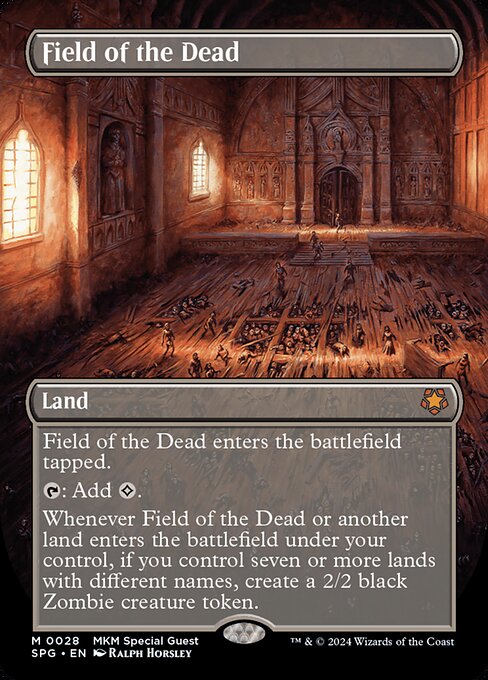 Field of the Dead
Land
Field of the Dead enters the battlefield
tapped.
: Add .
Whenever Field of the Dead or another
land enters the battlefield under your
control, if you control seven or more lands
with different names, create a 2/2 black
Zombie creature token.
M 0028 MKM Special Guest
SPG • EN Ralph Horsley
™ & © 2024 Wizards of the Coast